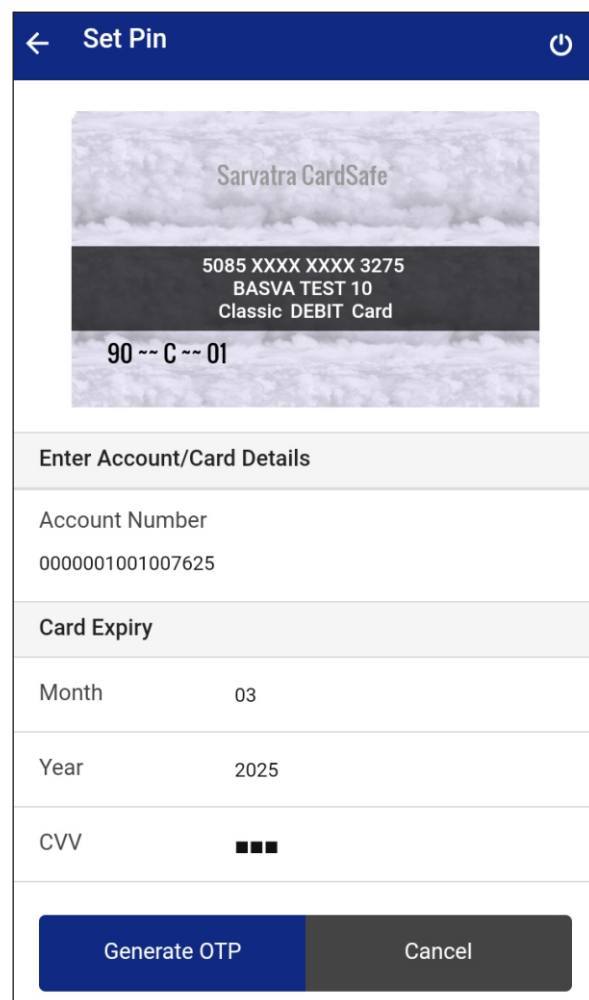 Set Pin
Sarvatra CardSafe
5085 XXXX XXXX 3275
BASVA TEST 10
Classic DEBIT Card
90 ~~ C ~~ 01
Enter Account/Card Details
Account Number
0000001001007625
Card Expiry
Month 03
Year 2025
CVV ■■■
Generate OTP Cancel